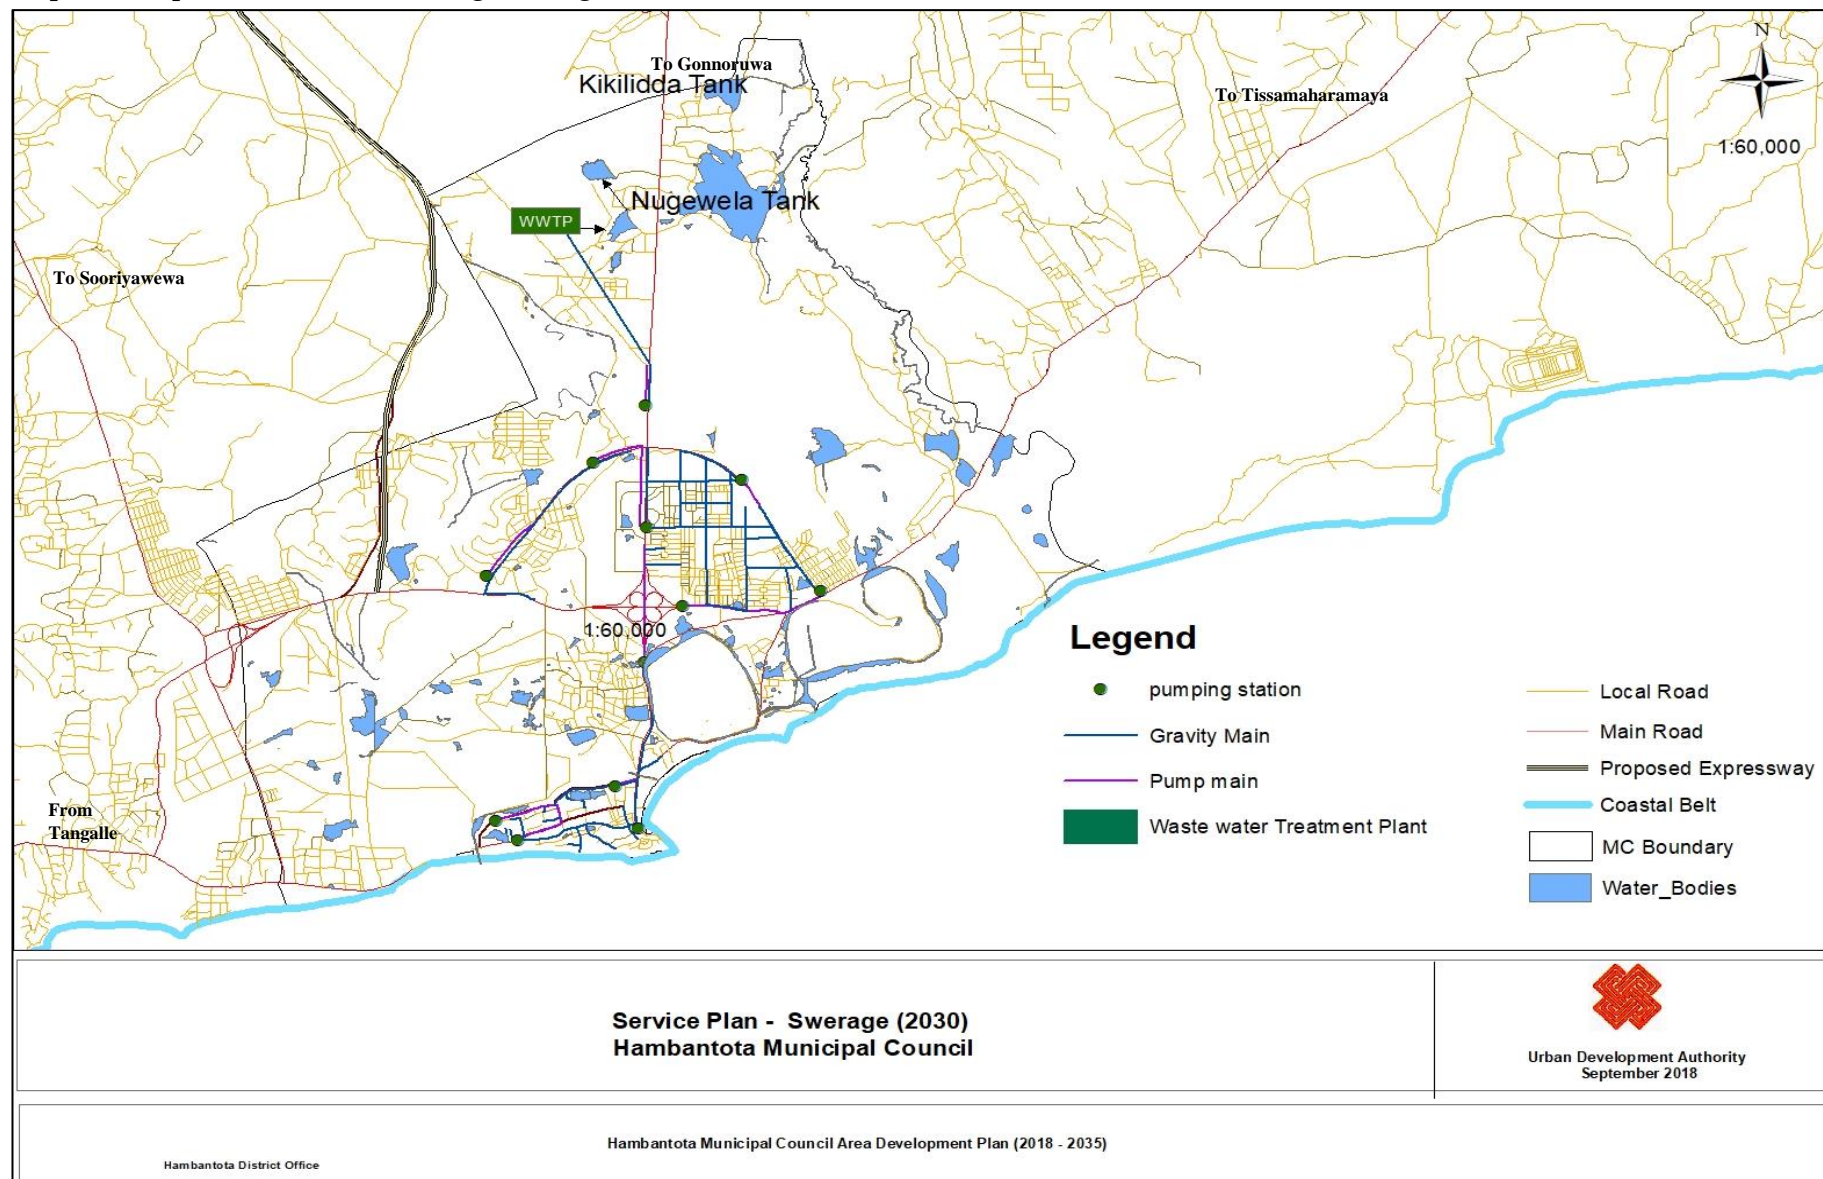 N
To Gonnoruwa
Kikilidda Tank
To Tissamaharamaya
1:60,000
Nugewela Tank
WWTP
To Sooriyawewa
1:60,000
From
Tangalle
Legend
pumping station
Gravity Main
Pump main
Waste water Treatment Plant
Local Road
Main Road
Proposed Expressway
Coastal Belt
MC Boundary
Water_Bodies
Service Plan - Swerage (2030)
Hambantota Municipal Council
Urban Development Authority
September 2018
Hambantota Municipal Council Area Development Plan (2018 - 2035)
Hambantota District Office